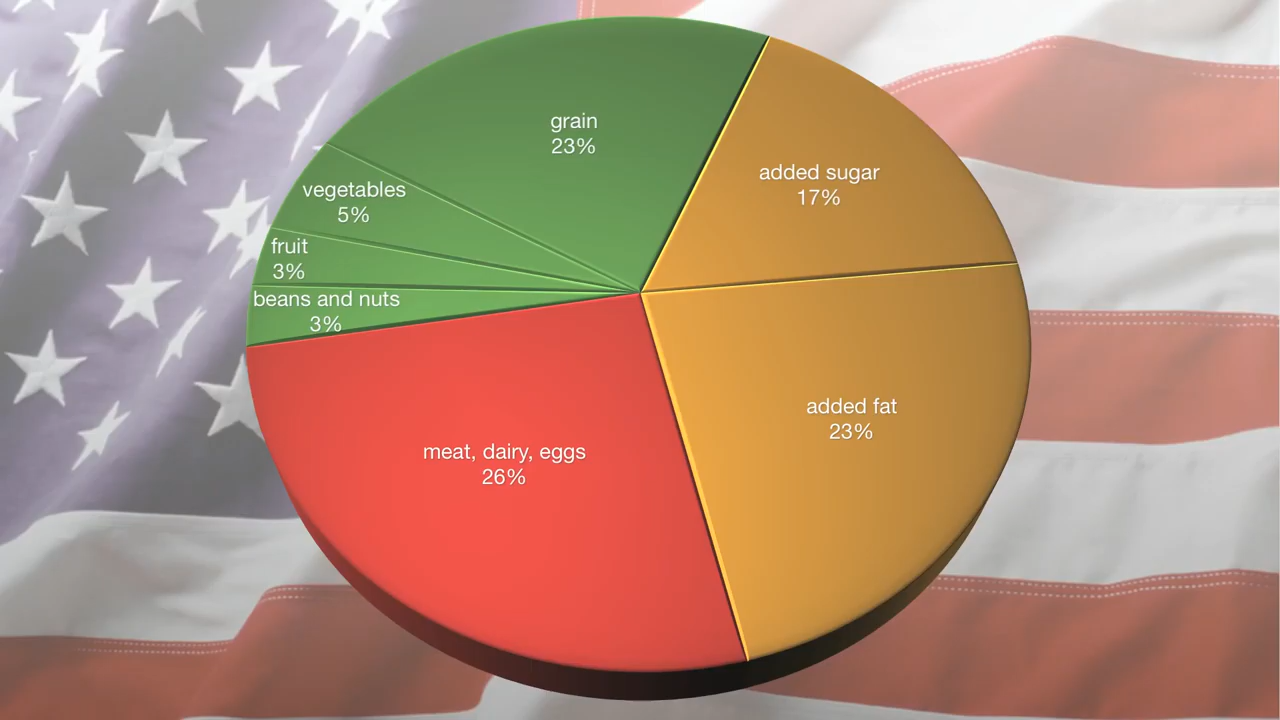 grain
23%
added sugar
17%
vegetables
5%
fruit
3%
beans and nuts
3%
added fat
23%
meat, dairy, eggs
26%